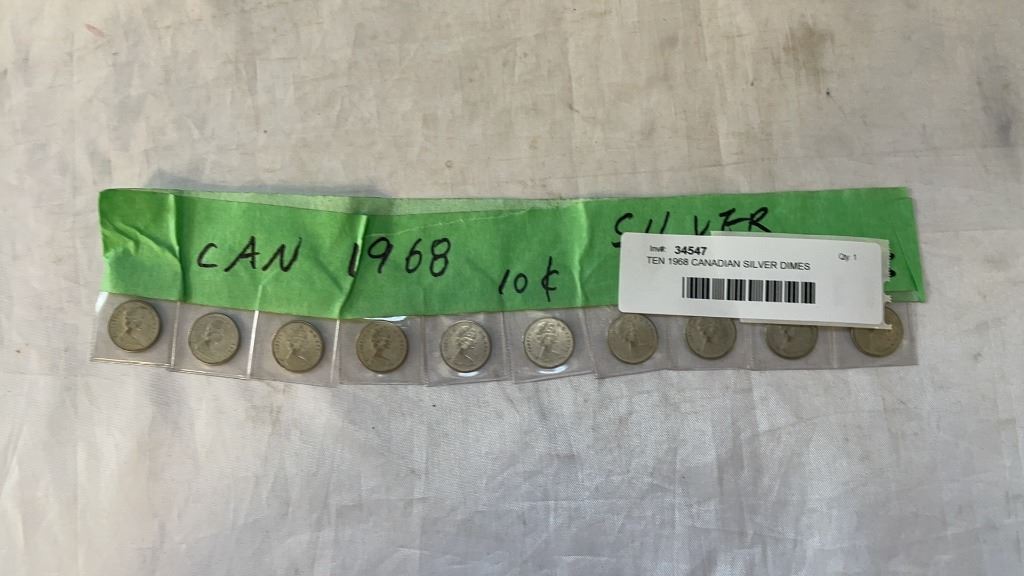 CAN 1968 10¢ SILVER
Inv#: 34547 Qty: 1
TEN 1968 CANADIAN SILVER DIMES